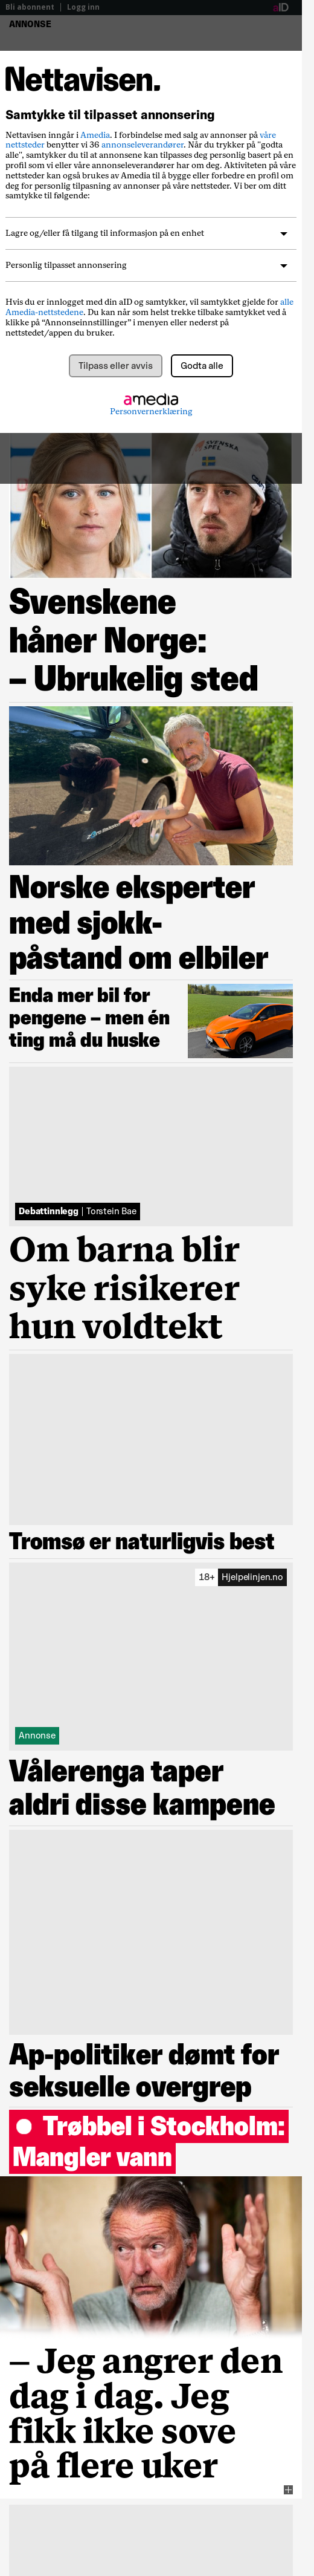 Bli abonnent | Logg inn
aID
ANNONSE
Nettavisen.
Samtykke til tilpasset annonsering
Nettavisen inngår i Amedia. I forbindelse med salg av annonser på våre
nettsteder benytter vi 36 annonseleverandører. Når du trykker på "godta
alle", samtykker du til at annonsene kan tilpasses deg personlig basert på en
profil som vi eller våre annonseleverandører har om deg. Aktiviteten på våre
nettsteder kan også brukes av Amedia til å bygge eller forbedre en profil om
deg for personlig tilpasning av annonser på våre nettsteder. Vi ber om ditt
samtykke til følgende:
Lagre og/eller få tilgang til informasjon på en enhet
Personlig tilpasset annonsering
Hvis du er innlogget med din aID og samtykker, vil samtykket gjelde for alle
Amedia-nettstedene. Du kan når som helst trekke tilbake samtykket ved å
klikke på “Annonseinnstillinger” i menyen eller nederst på
nettstedet/appen du bruker.
Tilpass eller avvis
Godta alle
amedia
Personvernerklæring
SVENSKA
SPEL
Svenskene
håner Norge:
– Ubrukelig sted
Norske eksperter
med sjokk-
påstand om elbiler
Enda mer bil for
pengene – men én
ting må du huske
Debattinnlegg | Torstein Bae
Om barna blir
syke risikerer
hun voldtekt
Tromsø er naturligvis best
18+ Hjelpelinjen.no
Annonse
Vålerenga taper
aldri disse kampene
Ap-politiker dømt for
seksuelle overgrep
Trøbbel i Stockholm:
Mangler vann
– Jeg angrer den
dag i dag. Jeg
fikk ikke sove
på flere uker